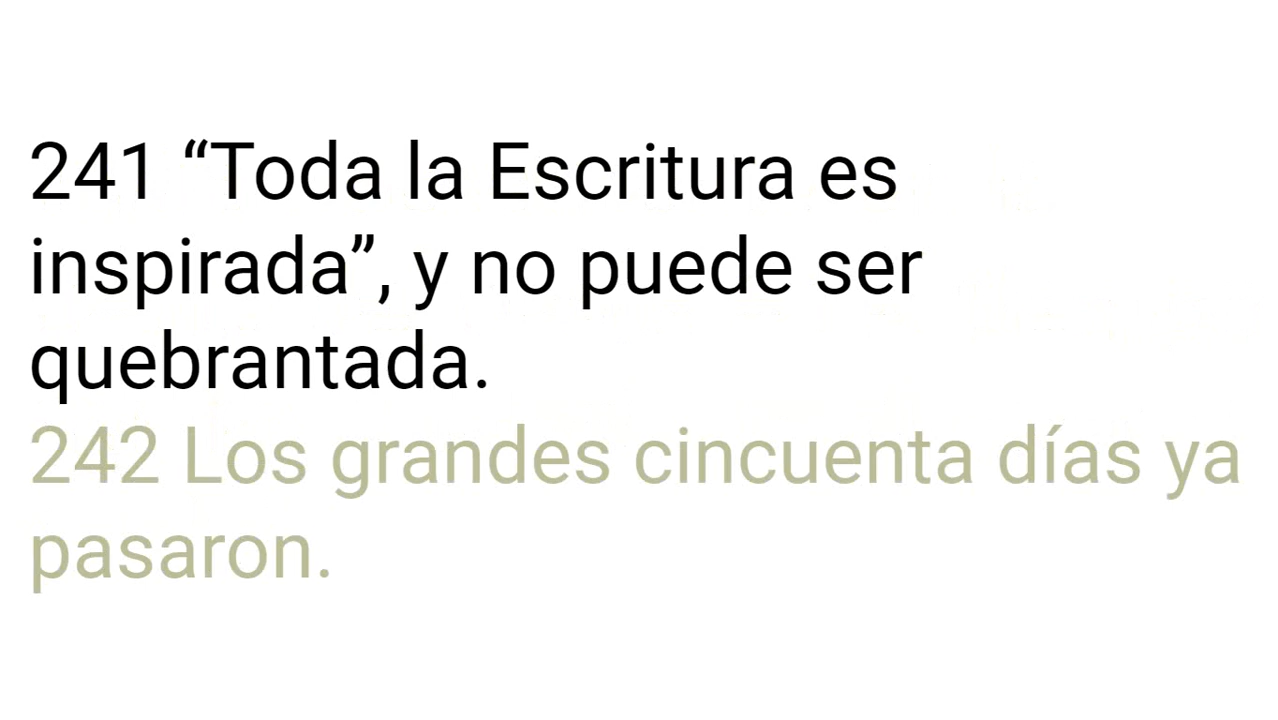 241 “Toda la Escritura es
inspirada”, y no puede ser
quebrantada.
242 Los grandes cincuenta días ya
pasaron.